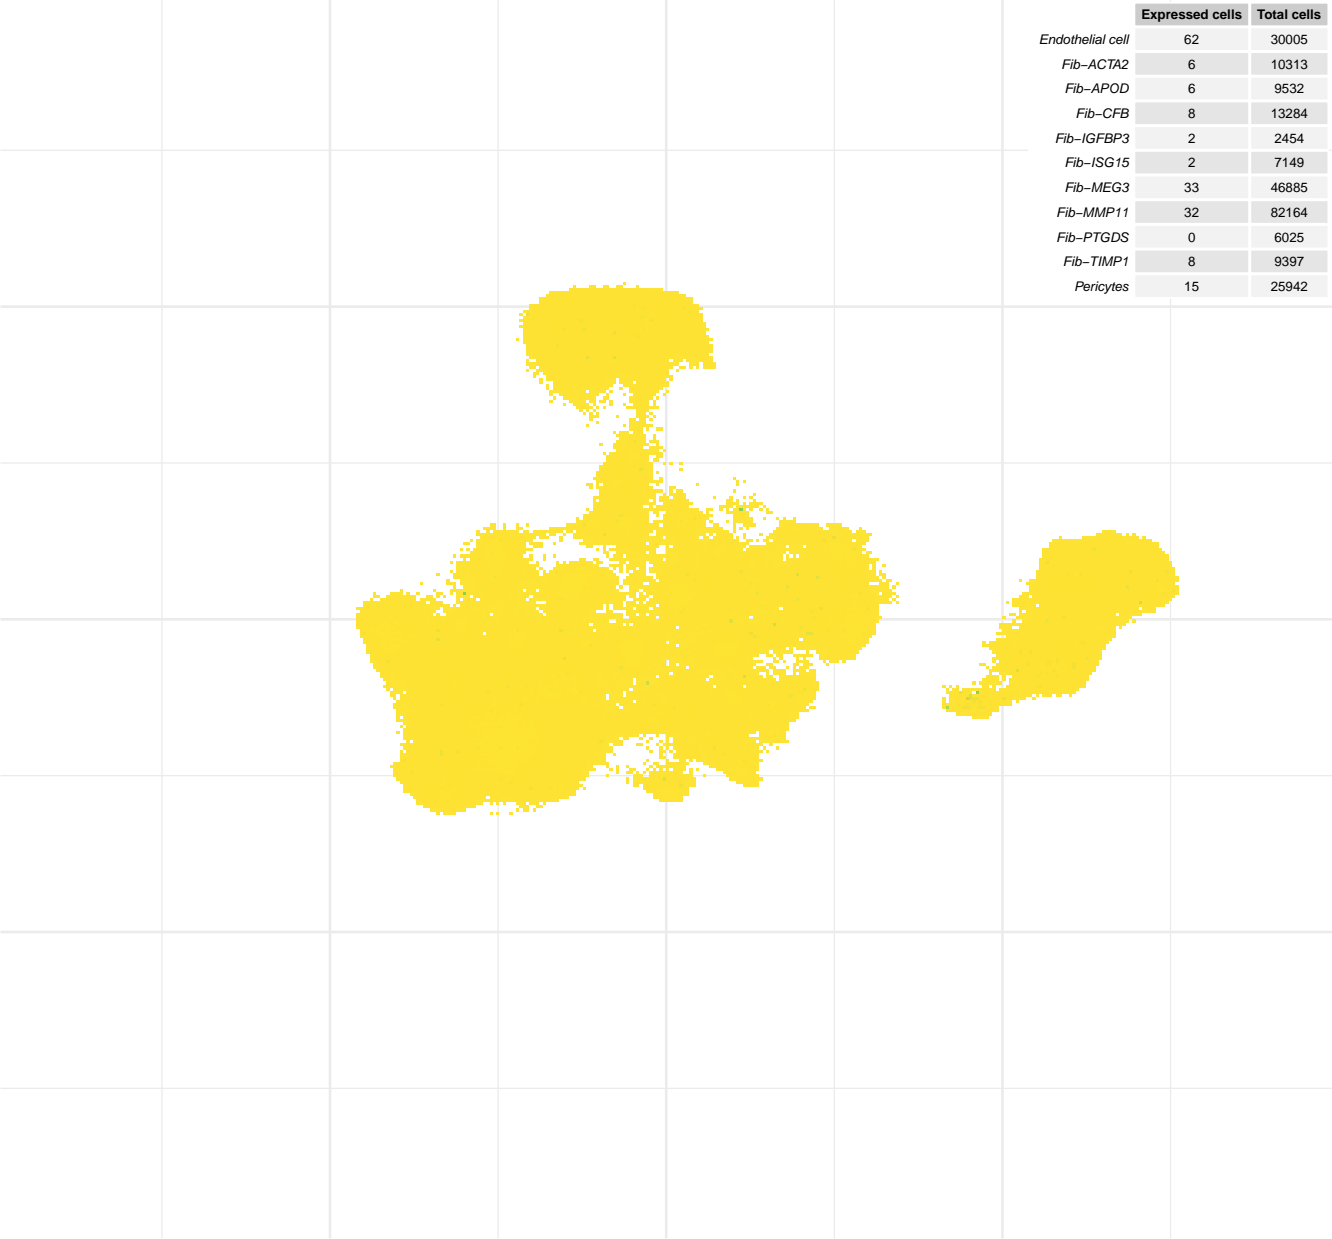 Expressed cells Total cells
Endothelial cell 62 30005
Fib−ACTA2 6 10313
Fib−APOD 6 9532
Fib−CFB 8 13284
Fib−IGFBP3 2 2454
Fib−ISG15 2 7149
Fib−MEG3 33 46885
Fib−MMP11 32 82164
Fib−PTGDS 0 6025
Fib−TIMP1 8 9397
Pericytes 15 25942